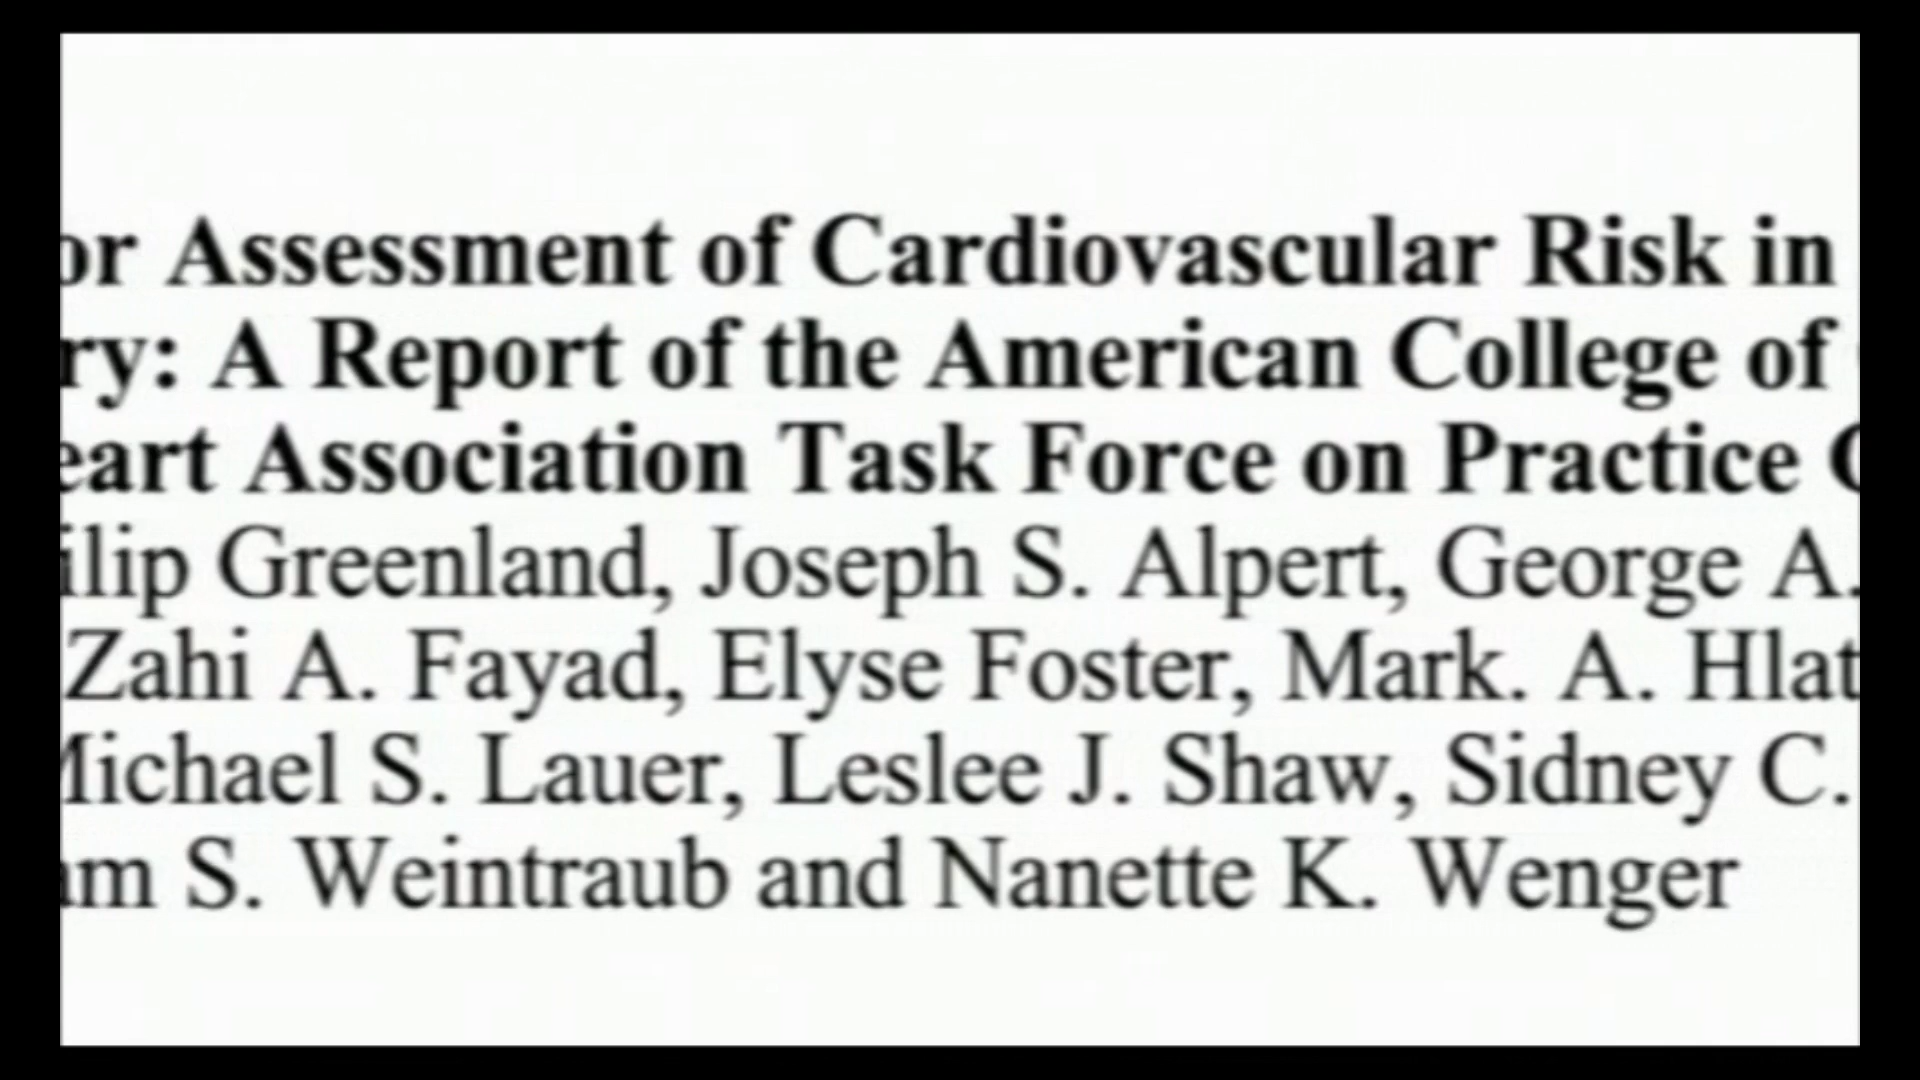 or Assessment of Cardiovascular Risk in
ry: A Report of the American College of
eart Association Task Force on Practice
ilip Greenland, Joseph S. Alpert, George A.
Zahi A. Fayad, Elyse Foster, Mark. A. Hlat
Michael S. Lauer, Leslee J. Shaw, Sidney C.
am S. Weintraub and Nanette K. Wenger